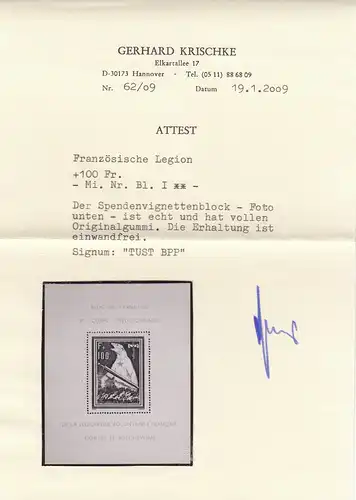 GERHARD KRISCHKE
Elkartallee 17
D-30173 Hannover - Tel. (05 11) 88 68 09
Nr. 62/09 Datum 19.1.2009
ATTEST
Französische Legion
+100 Fr.
- Mi. Nr. Bl. I ** -
Der Spendenvignettenblock - Foto
unten - ist echt und hat vollen
Originalgummi. Die Erhaltung ist
einwandfrei.
Signum: "TUST BPP"
F.
100